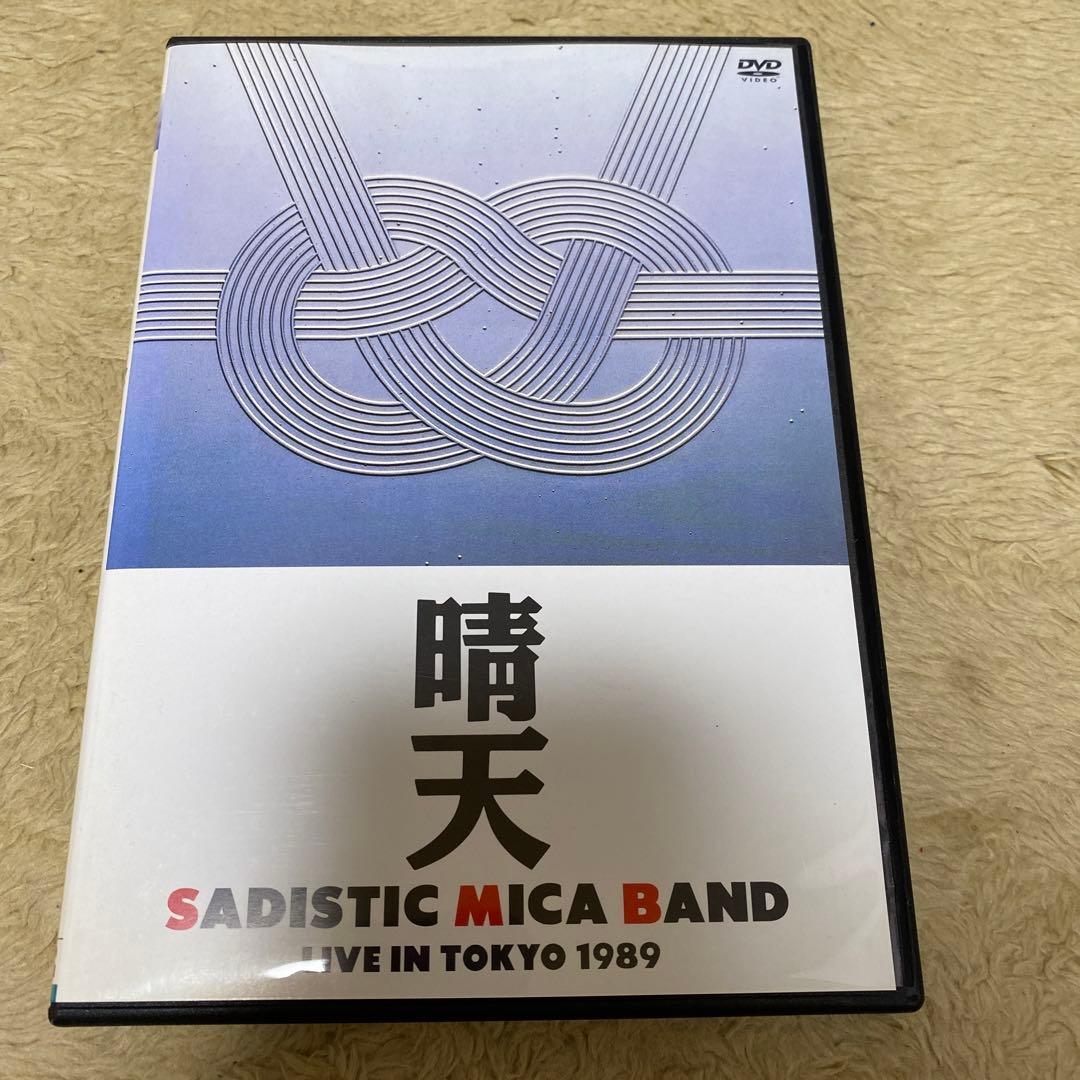 DVD
VIDEO
晴
天
SADISTIC MICA BAND
LIVE IN TOKYO 1989